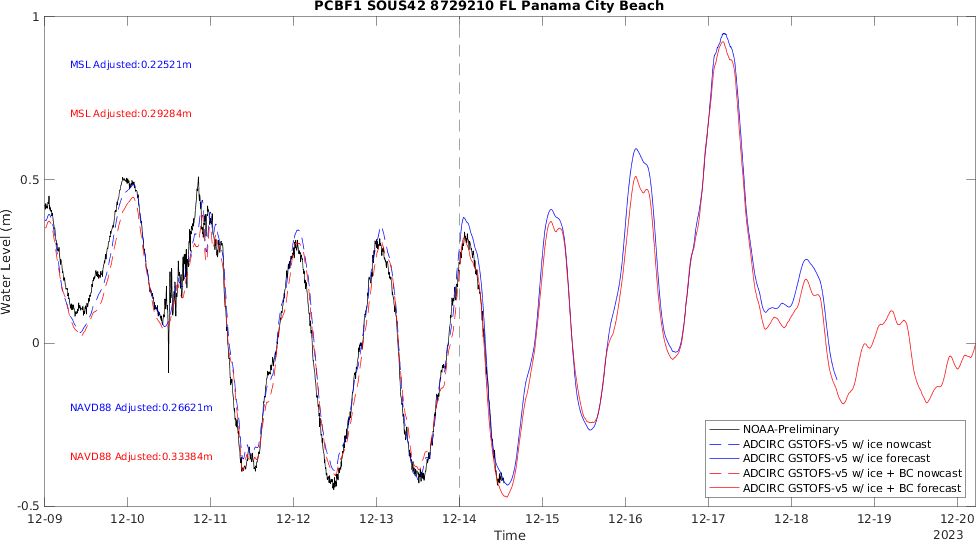 PCBF1 SOUS42 8729210 FL Panama City Beach
1
MSL Adjusted:0.22521m
MSL Adjusted:0.29284m
0.5
Water Level (m)
0
NAVD88 Adjusted:0.26621m
NAVD88 Adjusted:0.33384m
NOAA-Preliminary
ADCIRC GSTOFS-v5 w/ ice nowcast
ADCIRC GSTOFS-v5 w/ ice forecast
ADCIRC GSTOFS-v5 w/ ice + BC nowcast
ADCIRC GSTOFS-v5 w/ ice + BC forecast
-0.5
12-09 12-10 12-11 12-12 12-13 12-14 12-15 12-16 12-17 12-18 12-19 12-20
Time
2023